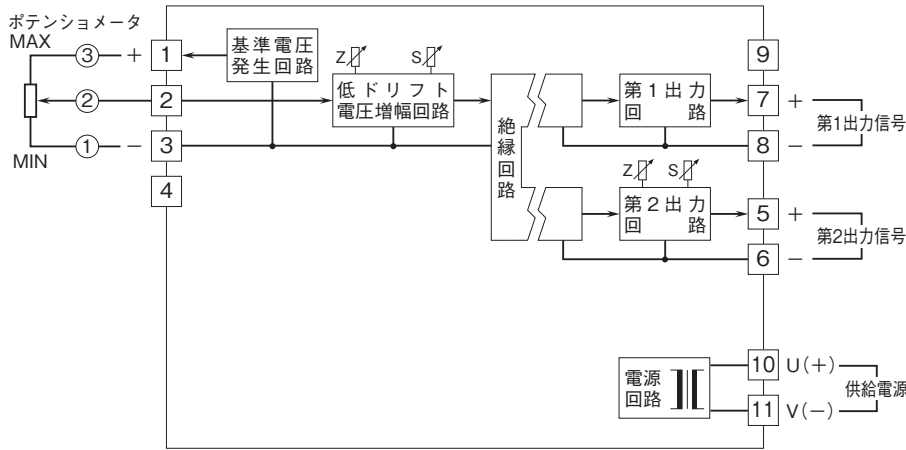 ポテンショメータ
MAX
③ + 1
② 2
① − 3
MIN
4
基準電圧
発生回路
Z S
低ドリフト
電圧増幅回路
絶縁回路
第1出力
回路
Z S
第2出力
回路
9
7 +
第1出力信号
8 −
5 +
第2出力信号
6 −
電源
回路
10 U(+)
供給電源
11 V(−)